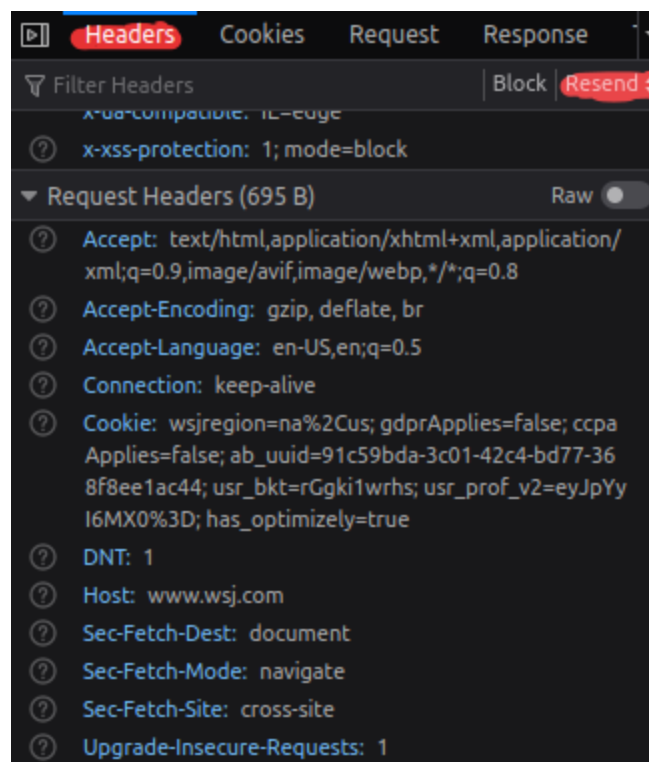 Headers Cookies Request Response
Filter Headers Block Resend
x-ua-compatible: IE=edge
x-xss-protection: 1; mode=block
Request Headers (695 B) Raw
Accept: text/html,application/xhtml+xml,application/
xml;q=0.9,image/avif,image/webp,*/*;q=0.8
Accept-Encoding: gzip, deflate, br
Accept-Language: en-US,en;q=0.5
Connection: keep-alive
Cookie: wsjregion=na%2Cus; gdprApplies=false; ccpa
Applies=false; ab_uuid=91c59bda-3c01-42c4-bd77-36
8f8ee1ac44; usr_bkt=rGgki1wrhs; usr_prof_v2=eyJpYy
I6MX0%3D; has_optimizely=true
DNT: 1
Host: www.wsj.com
Sec-Fetch-Dest: document
Sec-Fetch-Mode: navigate
Sec-Fetch-Site: cross-site
Upgrade-Insecure-Requests: 1